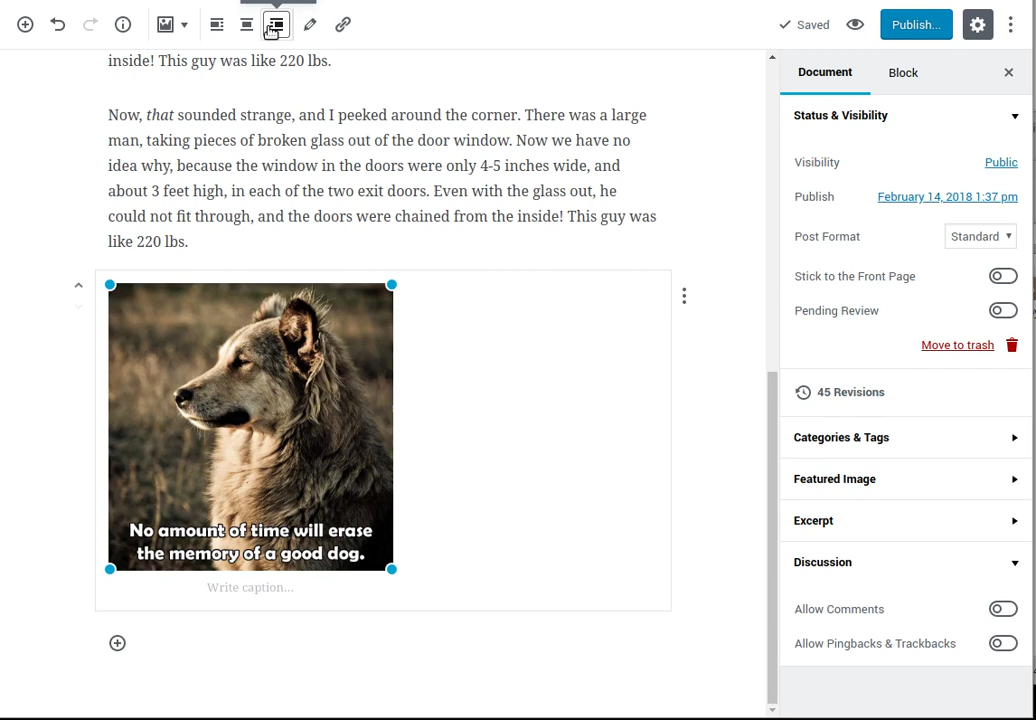 Saved
Publish...
Document
Block
inside! This guy was like 220 lbs.
Now, that sounded strange, and I peeked around the corner. There was a large
man, taking pieces of broken glass out of the door window. Now we have no
idea why, because the window in the doors were only 4-5 inches wide, and
about 3 feet high, in each of the two exit doors. Even with the glass out, he
could not fit through, and the doors were chained from the inside! This guy was
like 220 lbs.
No amount of time will erase
the memory of a good dog.
Write caption...
Status & Visibility
Visibility
Public
Publish
February 14, 2018 1:37 pm
Post Format
Standard
Stick to the Front Page
Pending Review
Move to trash
45 Revisions
Categories & Tags
Featured Image
Excerpt
Discussion
Allow Comments
Allow Pingbacks & Trackbacks